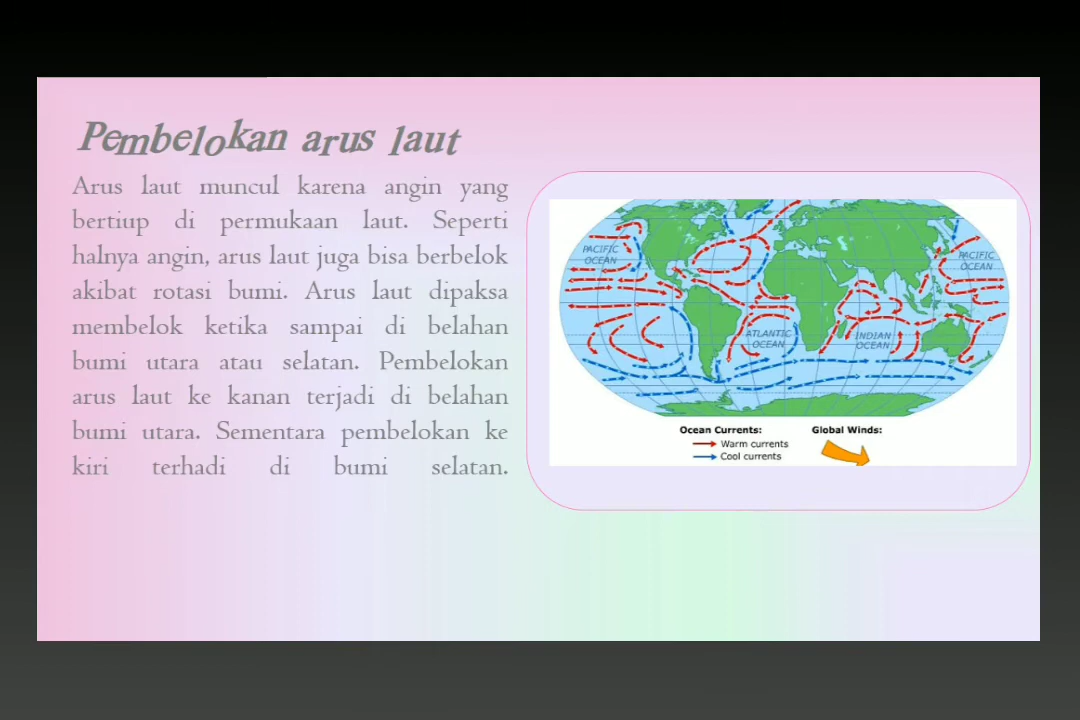 Pembelokan arus laut
Arus laut muncul karena angin yang
bertiup di permukaan laut. Seperti
halnya angin, arus laut juga bisa berbelok
akibat rotasi bumi. Arus laut dipaksa
membelok ketika sampai di belahan
bumi utara atau selatan. Pembelokan
arus laut ke kanan terjadi di belahan
bumi utara. Sementara pembelokan ke
kiri terhadi di bumi selatan.
PACIFIC
OCEAN
PACIFIC
OCEAN
ATLANTIC
OCEAN
INDIAN
OCEAN
Ocean Currents:
Warm currents
Cool currents
Global Winds: